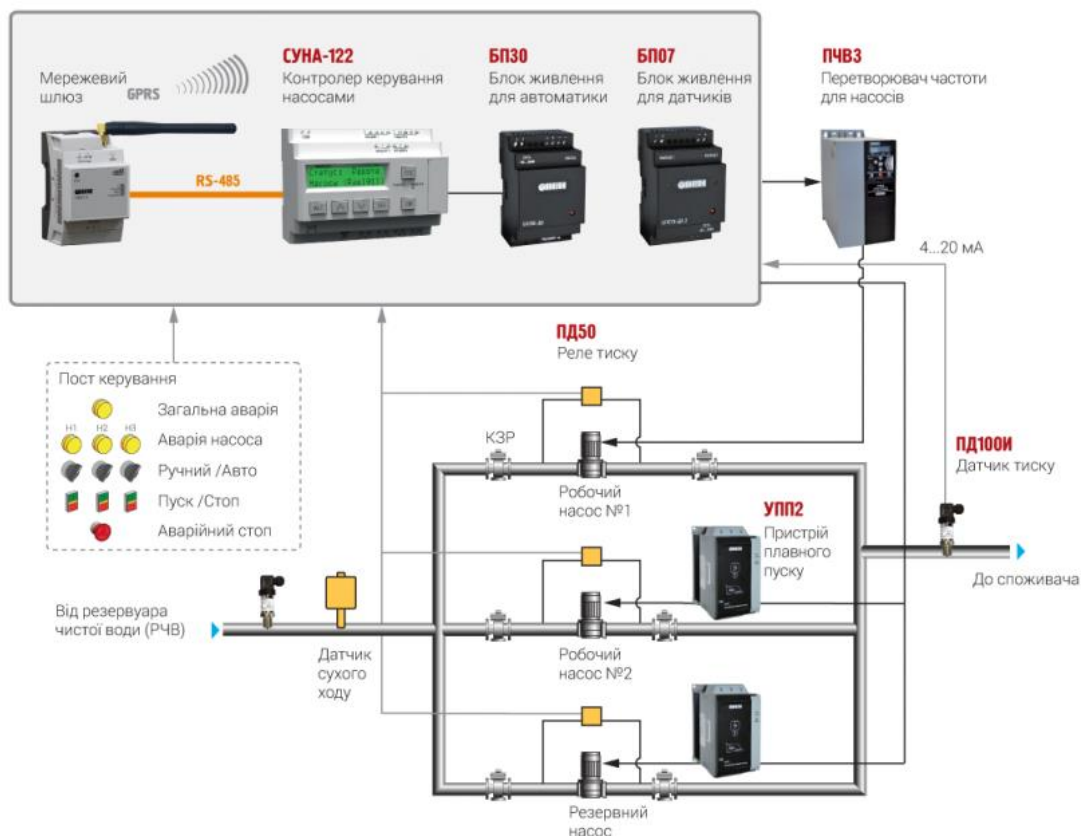 СУНА-122
БП30
БП07
ПЧВ3
Мережевий
шлюз
GPRS
Контролер керування
насосами
Блок живлення
для автоматики
Блок живлення
для датчиків
Перетворювач частоти
для насосів
RS-485
4...20 мА
ПД50
Реле тиску
Пост керування
Загальна аварія
Н1 Н2 Н3
Аварія насоса
Ручний /Авто
Пуск /Стоп
Аварійний стоп
КЗР
Робочий
насос №1
ПД100И
Датчик тиску
УПП2
Пристрій
плавного
пуску
До споживача
Від резервуара
чистої води (РЧВ)
Датчик
сухого
ходу
Робочий
насос №2
Резервний
насос